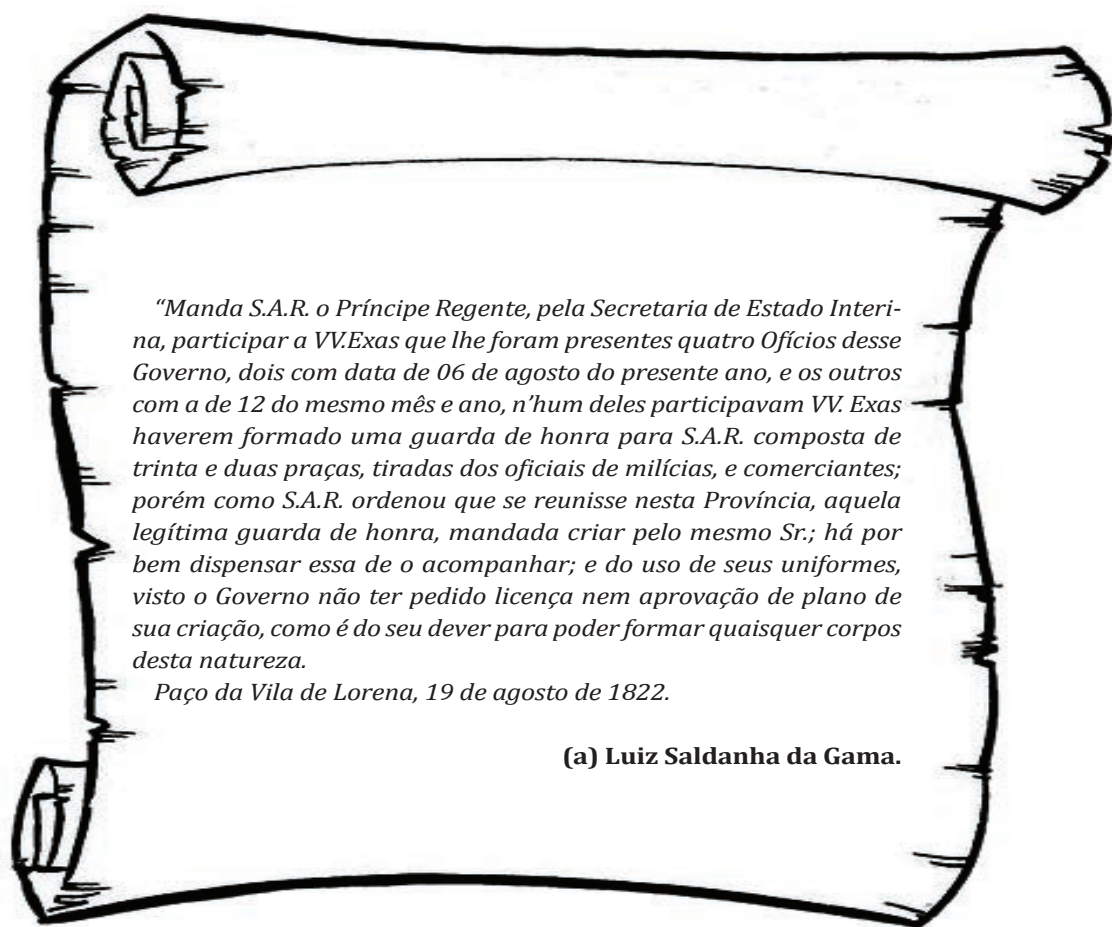 “Manda S.A.R. o Príncipe Regente, pela Secretaria de Estado Interi-
na, participar a VV.Exas que lhe foram presentes quatro Ofícios desse
Governo, dois com data de 06 de agosto do presente ano, e os outros
com a de 12 do mesmo mês e ano, n’hum deles participavam VV. Exas
haverem formado uma guarda de honra para S.A.R. composta de
trinta e duas praças, tiradas dos oficiais de milícias, e comerciantes;
porém como S.A.R. ordenou que se reunisse nesta Província, aquela
legítima guarda de honra, mandada criar pelo mesmo Sr.; há por
bem dispensar essa de o acompanhar; e do uso de seus uniformes,
visto o Governo não ter pedido licença nem aprovação de plano de
sua criação, como é do seu dever para poder formar quaisquer corpos
desta natureza.
Paço da Vila de Lorena, 19 de agosto de 1822.
(a) Luiz Saldanha da Gama.